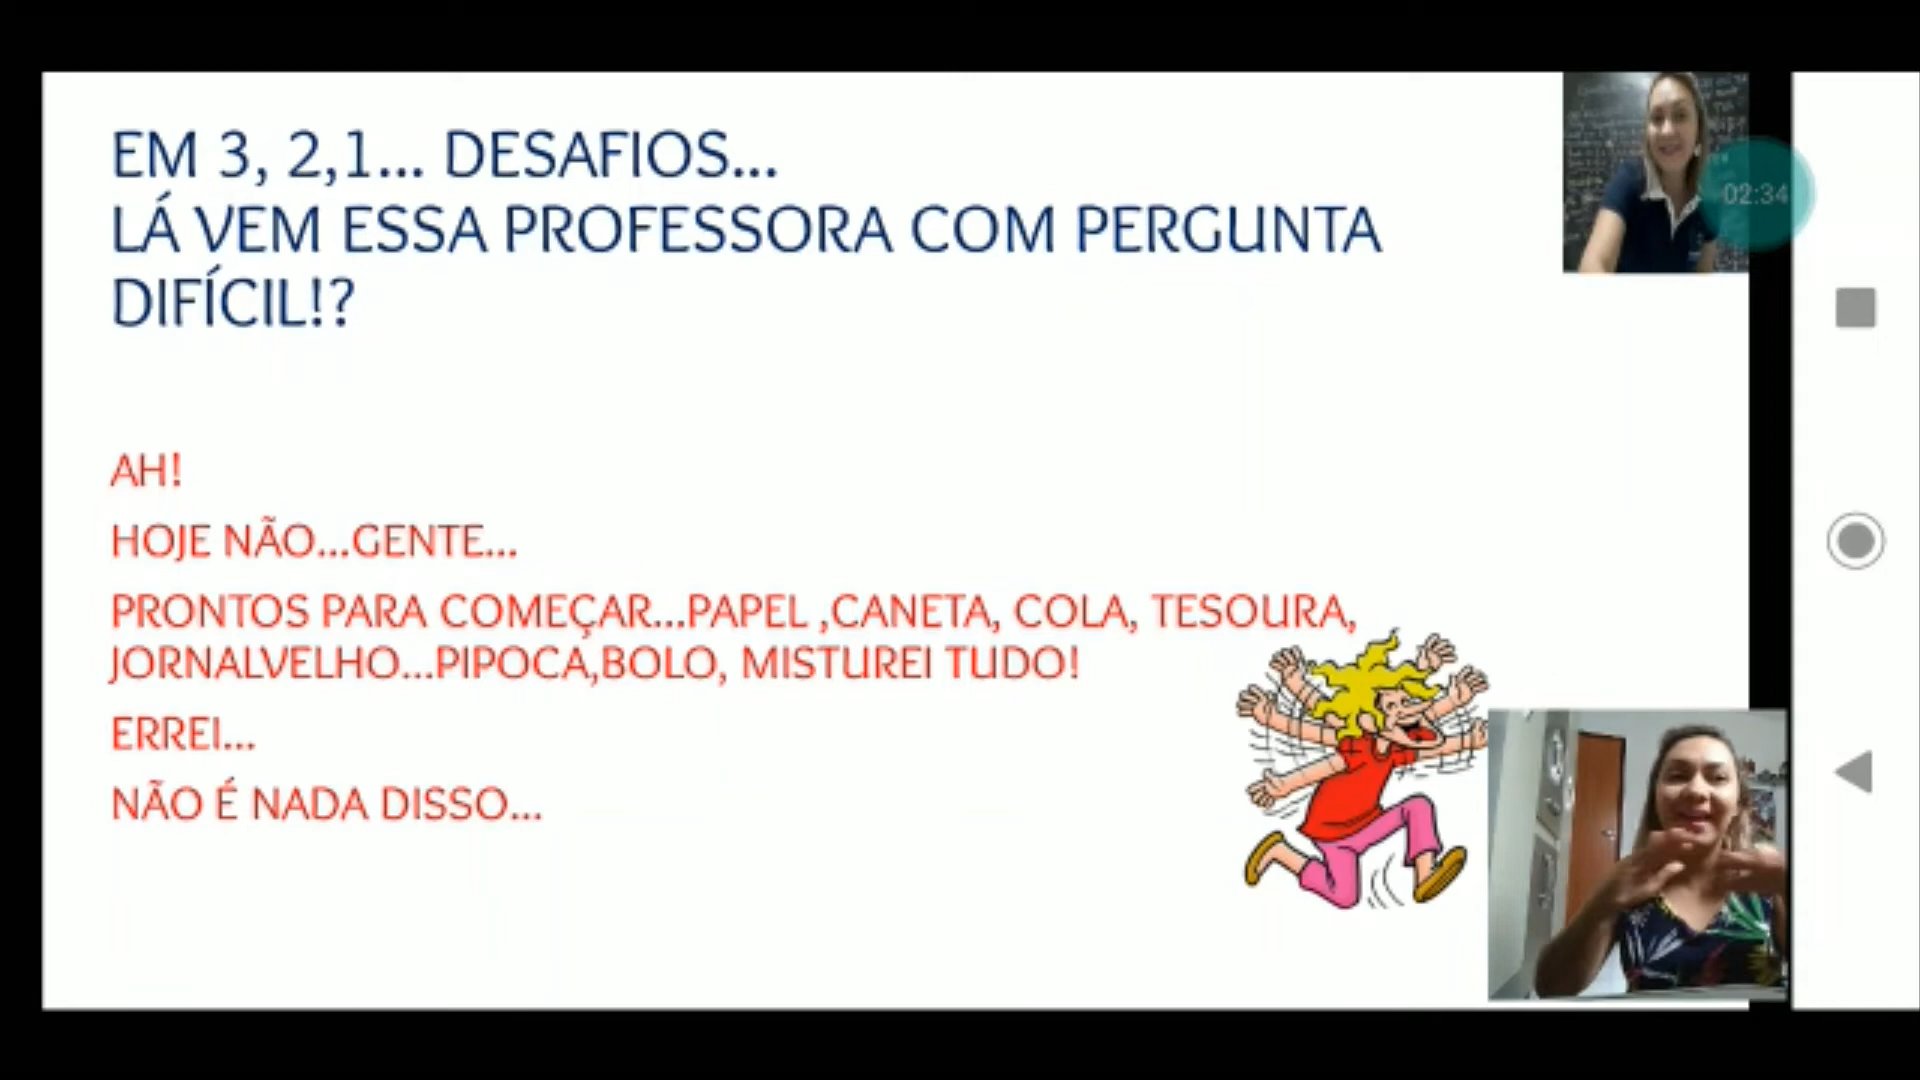 EM 3, 2,1... DESAFIOS...
LÁ VEM ESSA PROFESSORA COM PERGUNTA
DIFÍCIL!?
02:34
AH!
HOJE NÃO...GENTE...
PRONTOS PARA COMEÇAR...PAPEL ,CANETA, COLA, TESOURA,
JORNALVELHO...PIPOCA,BOLO, MISTUREI TUDO!
ERREI...
NÃO É NADA DISSO...